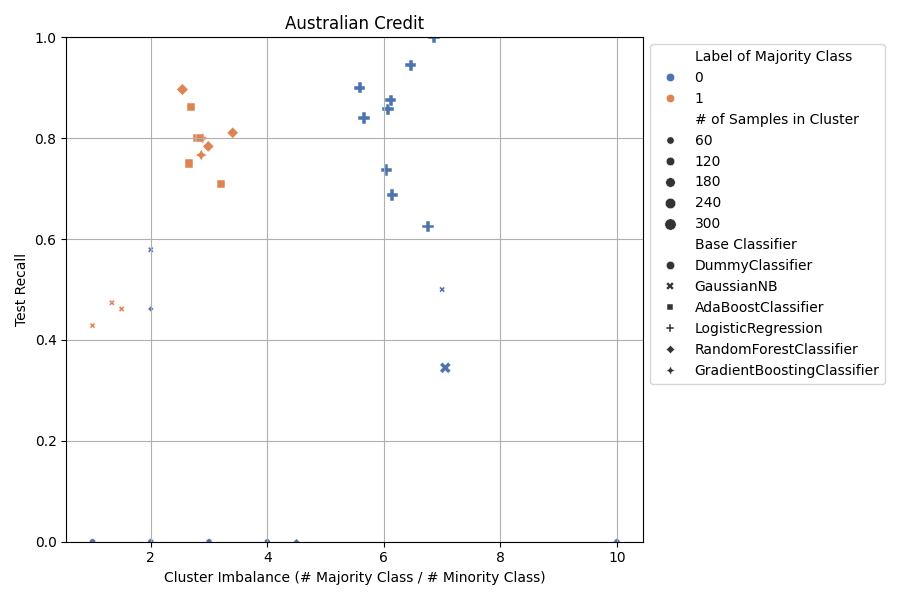 Australian Credit
1.0
0.8
0.6
0.4
0.2
0.0
Test Recall
2
4
6
8
10
Cluster Imbalance (# Majority Class / # Minority Class)
Label of Majority Class
0
1
# of Samples in Cluster
60
120
180
240
300
Base Classifier
DummyClassifier
GaussianNB
AdaBoostClassifier
LogisticRegression
RandomForestClassifier
GradientBoostingClassifier